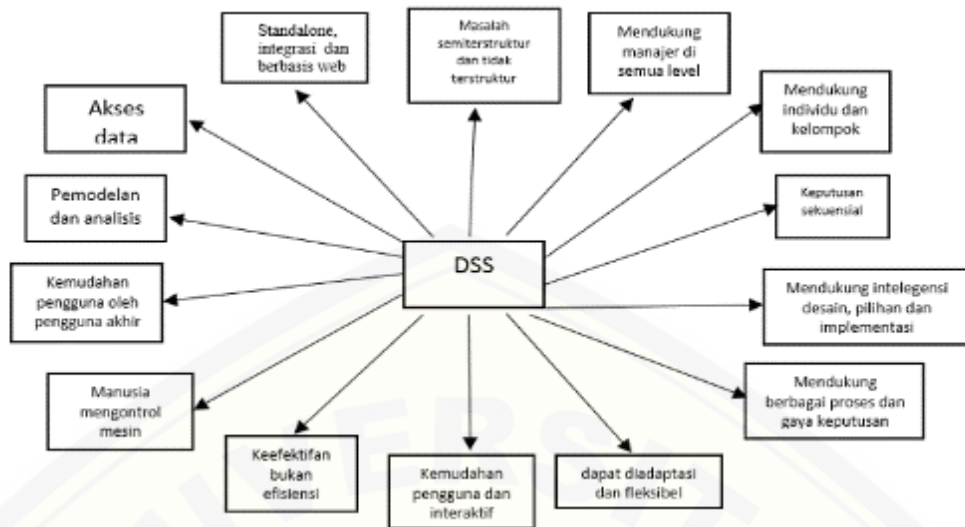 Standalone,
integrasi dan
berbasis web
Masalah
semiterstruktur
dan tidak
terstruktur
Mendukung
manajer di
semua level
Mendukung
individu dan
kelompok
Akses
data
Pemodelan
dan analisis
Keputusan
sekuensial
DSS
Kemudahan
pengguna oleh
pengguna akhir
Mendukung intelegensi
desain, pilihan dan
implementasi
Manusia
mengontrol
mesin
Mendukung
berbagai proses dan
gaya keputusan
Keefektifan
bukan
efisiensi
Kemudahan
pengguna dan
interaktif
dapat diadaptasi
dan fleksibel